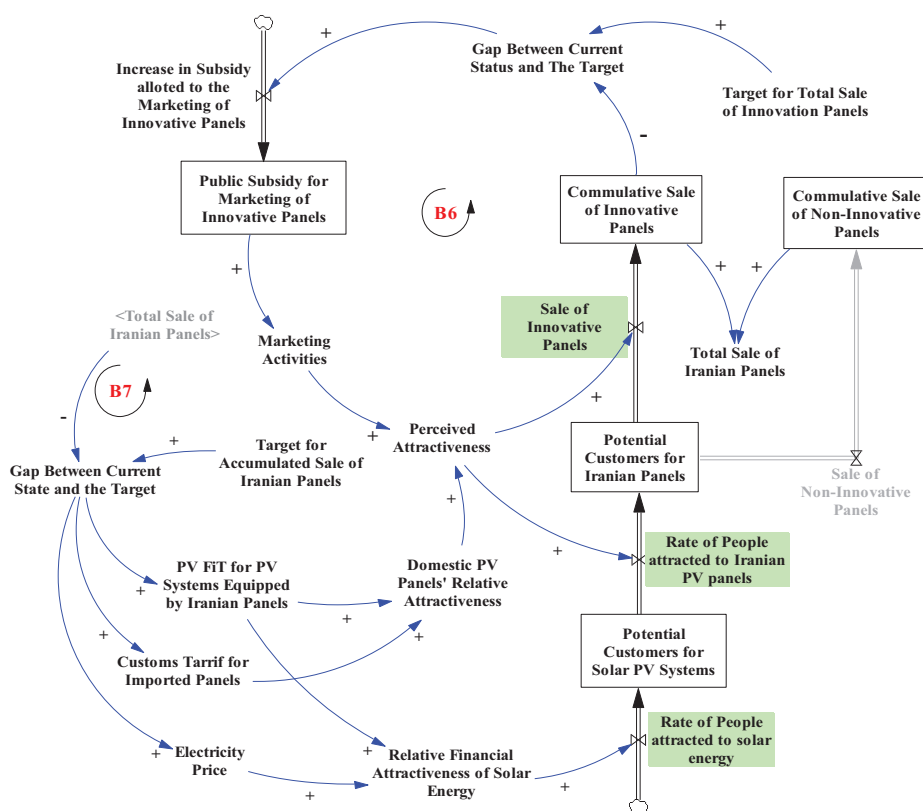 Increase in Subsidy
alloted to the
Marketing of
Innovative Panels
+
Gap Between Current
Status and The Target
+
Target for Total Sale
of Innovation Panels
-
Public Subsidy for
Marketing of
Innovative Panels
B6
Commulative Sale
of Innovative
Panels
Commulative Sale
of Non-Innovative
Panels
+
+
+
<Total Sale of
Iranian Panels>
Marketing
Activities
Sale of
Innovative
Panels
Total Sale of
Iranian Panels
B7
-
+
+
+
Perceived
Attractiveness
Target for
Accumulated Sale of
Iranian Panels
Gap Between Current
State and the Target
Potential
Customers for
Iranian Panels
Sale of
Non-Innovative
Panels
+
+
Rate of People
attracted to Iranian
PV panels
PV FiT for PV
Systems Equipped
by Iranian Panels
+
+
Domestic PV
Panels' Relative
Attractiveness
+
+
Customs Tarrif for
Imported Panels
Potential
Customers for
Solar PV Systems
+
+
Electricity
Price
+
Relative Financial
Attractiveness of Solar
Energy
+
+
Rate of People
attracted to solar
energy